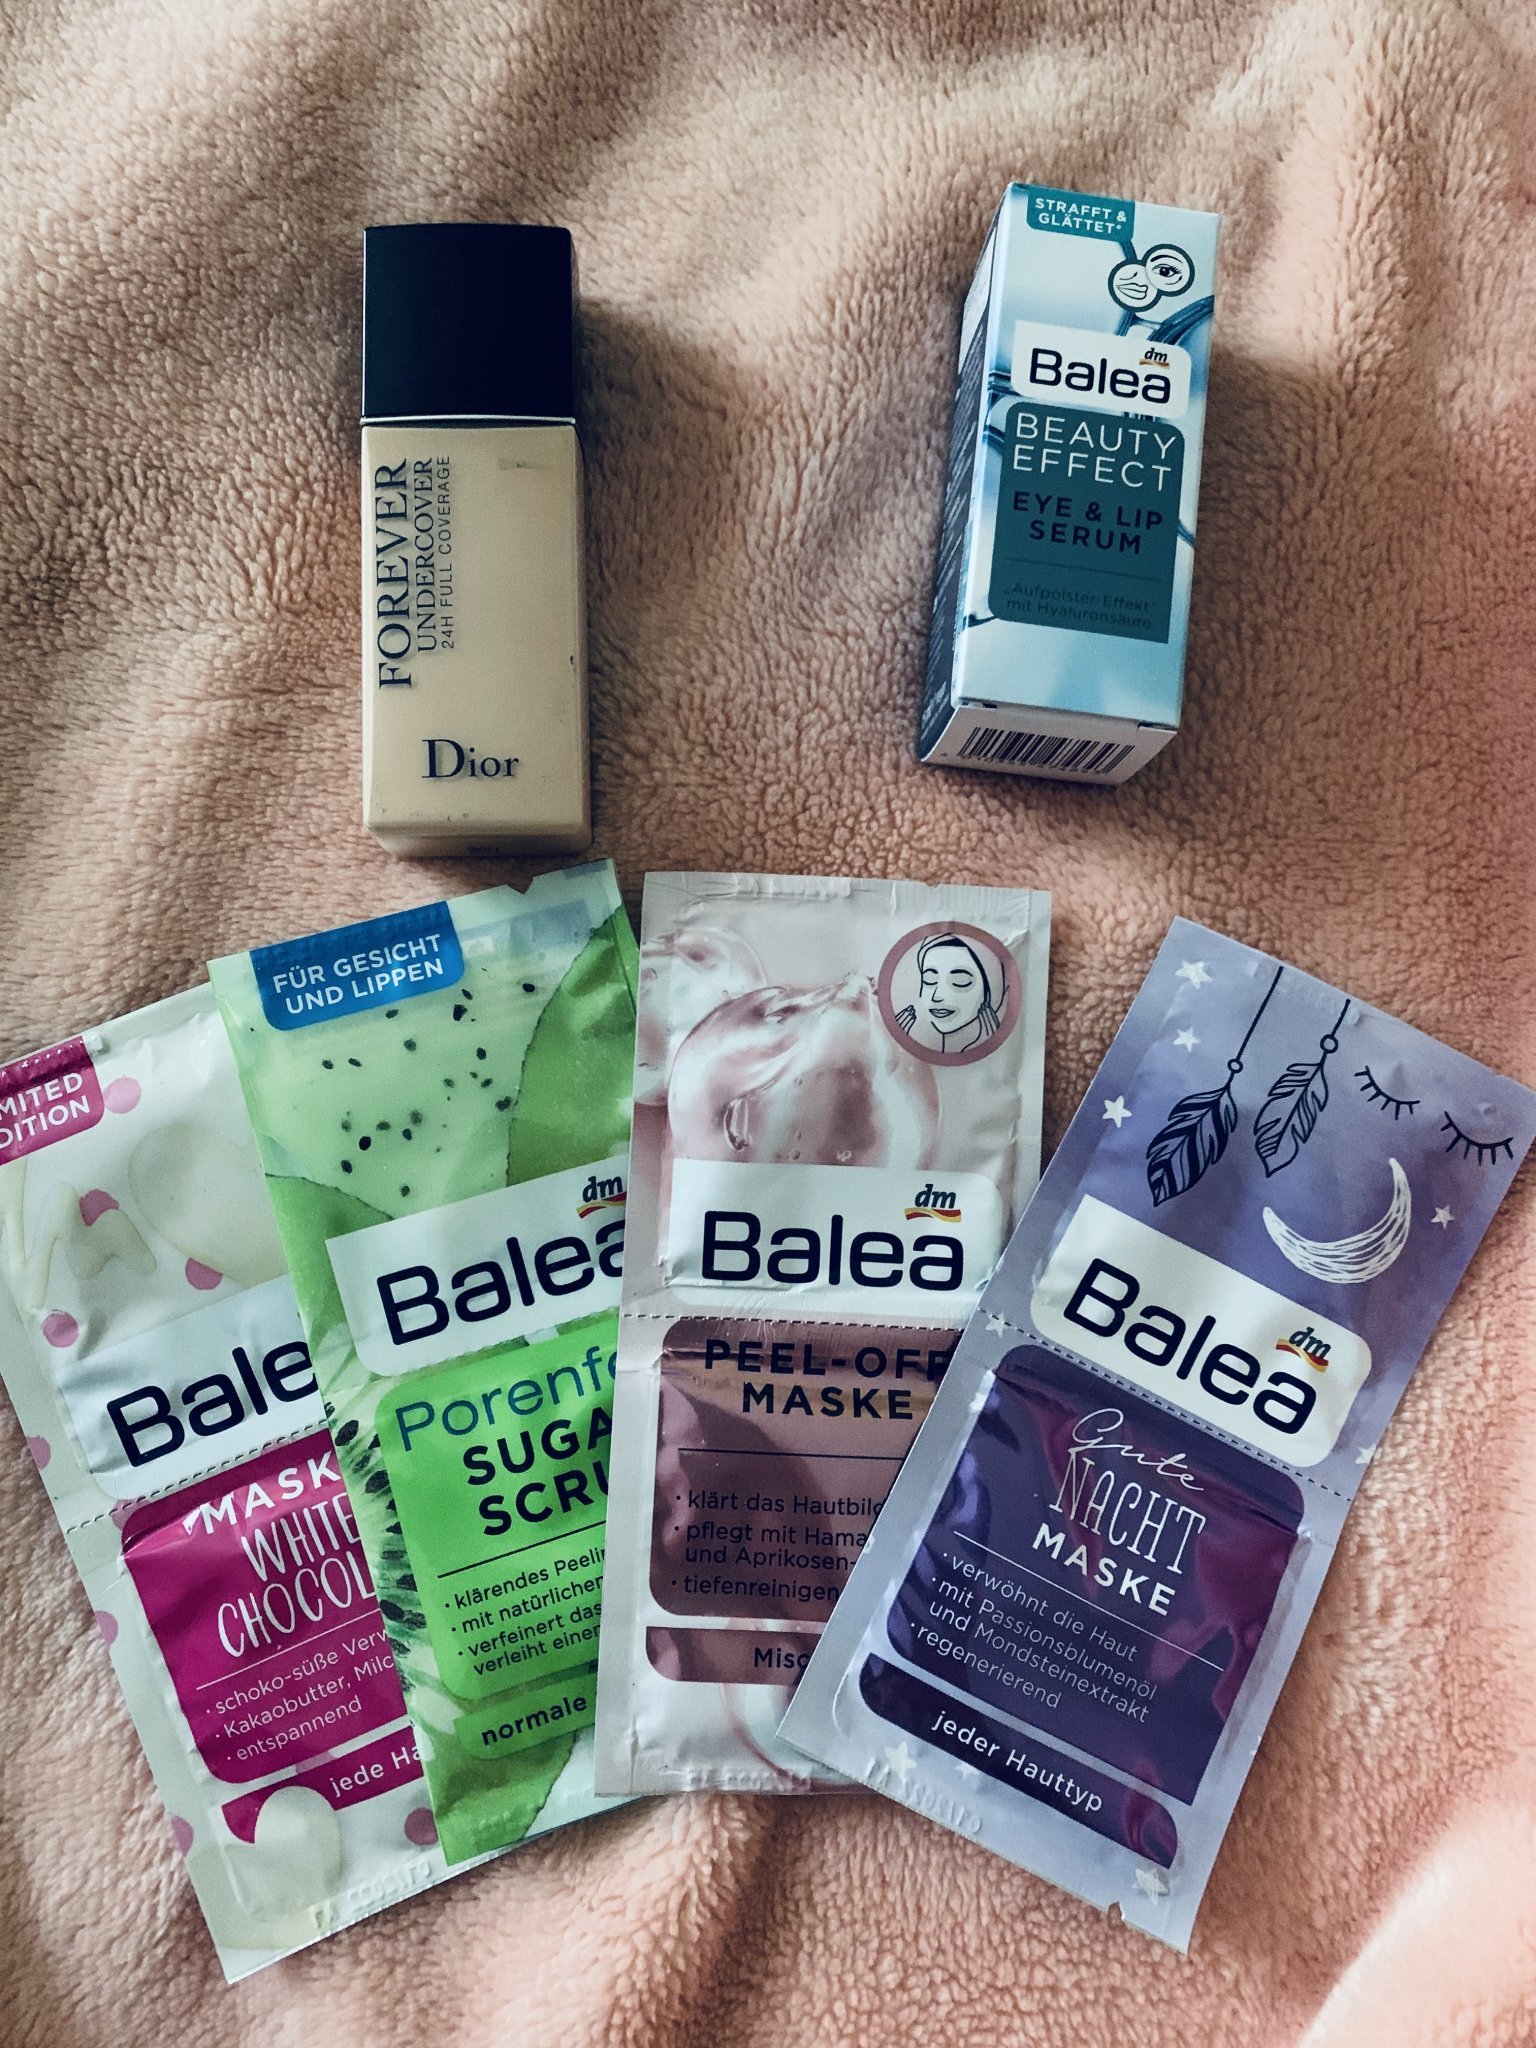 FOREVER
UNDERCOVER
24H FULL COVERAGE
Dior
STRAFFT &
GLÄTTET*
dm
Balea
BEAUTY
EFFECT
EYE & LIP
SERUM
„Aufpolster-Effekt"
mit Hyaluronsäure
MITED
DITION
Bale
MASK
WHITE
CHOCOL
schoko-süße Verw
· Kakaobutter, Milc
· entspannend
jede Ha
FÜR GESICHT
UND LIPPEN
dm
Balea
Porenfe
SUGA
SCRU
· klärendes Peelin
· mit natürlichen
· verfeinert das
verleiht einen
normale
dm
Balea
PEEL-OFF
MASKE
· klärt das Hautbild
· pflegt mit Hama
und Aprikosen-
· tiefenreinigen
Misc
dm
Balea
Gute
NACHT
MASKE
· verwöhnt die Haut
· mit Passionsblumenöl
und Mondsteinextrakt
· regenerierend
jeder Hauttyp